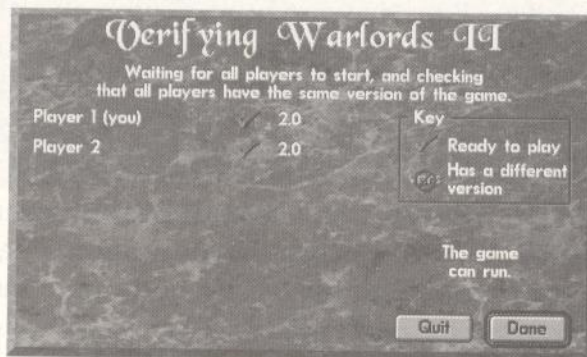 Verifying Warlords II
Waiting for all players to start, and checking
that all players have the same version of the game.
Player 1 (you) 2.0
Player 2 2.0
Key
Ready to play
Has a different
version
The game
can run.
Quit
Done